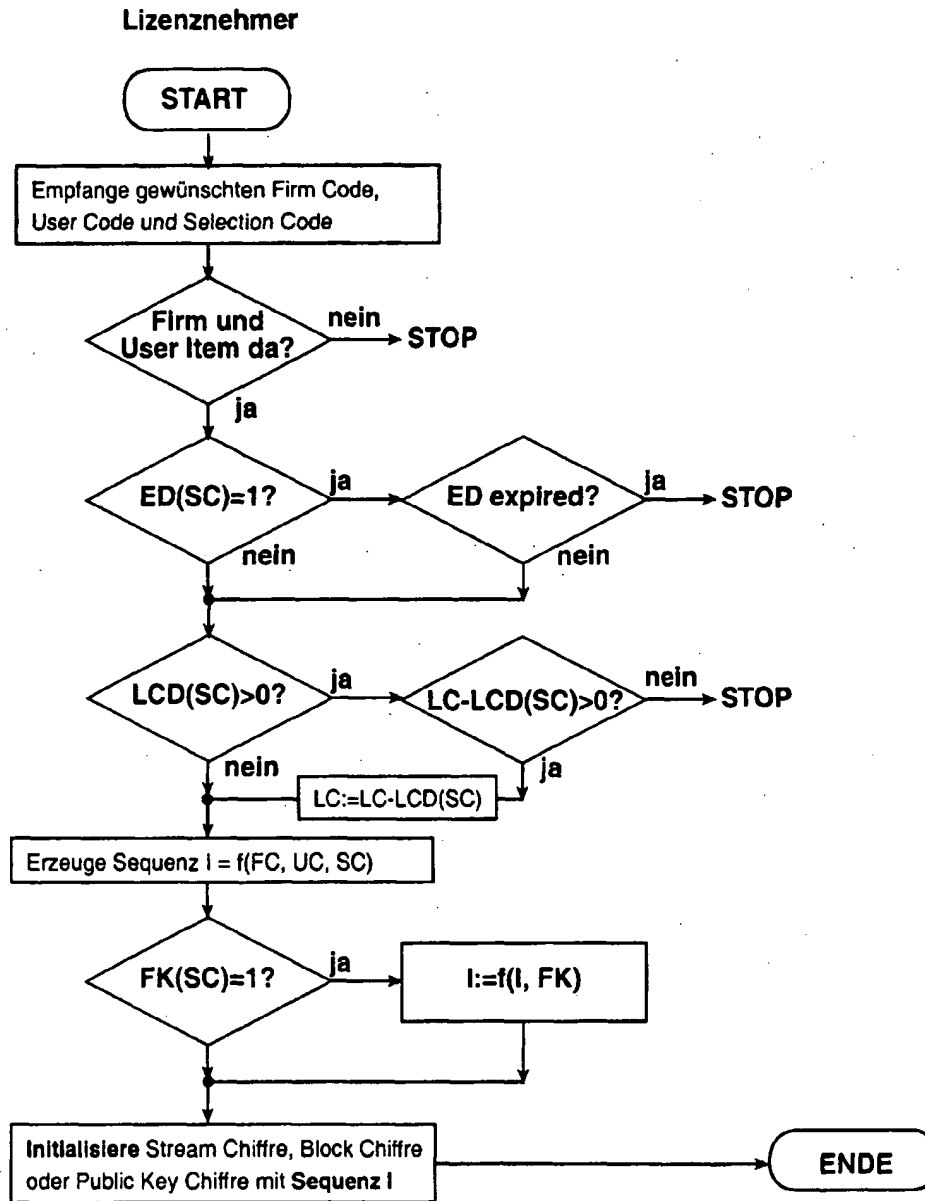 Lizenznehmer
START
Empfange gewünschten Firm Code,
User Code und Selection Code
Firm und
User Item da?
nein
STOP
ja
ED(SC)=1?
ja
ED expired?
ja
STOP
nein
nein
LCD(SC)>0?
ja
LC-LCD(SC)>0?
nein
STOP
nein
ja
LC:=LC-LCD(SC)
Erzeuge Sequenz I = f(FC, UC, SC)
FK(SC)=1?
ja
I:=f(I, FK)
Initialisiere Stream Chiffre, Block Chiffre
oder Public Key Chiffre mit Sequenz I
ENDE